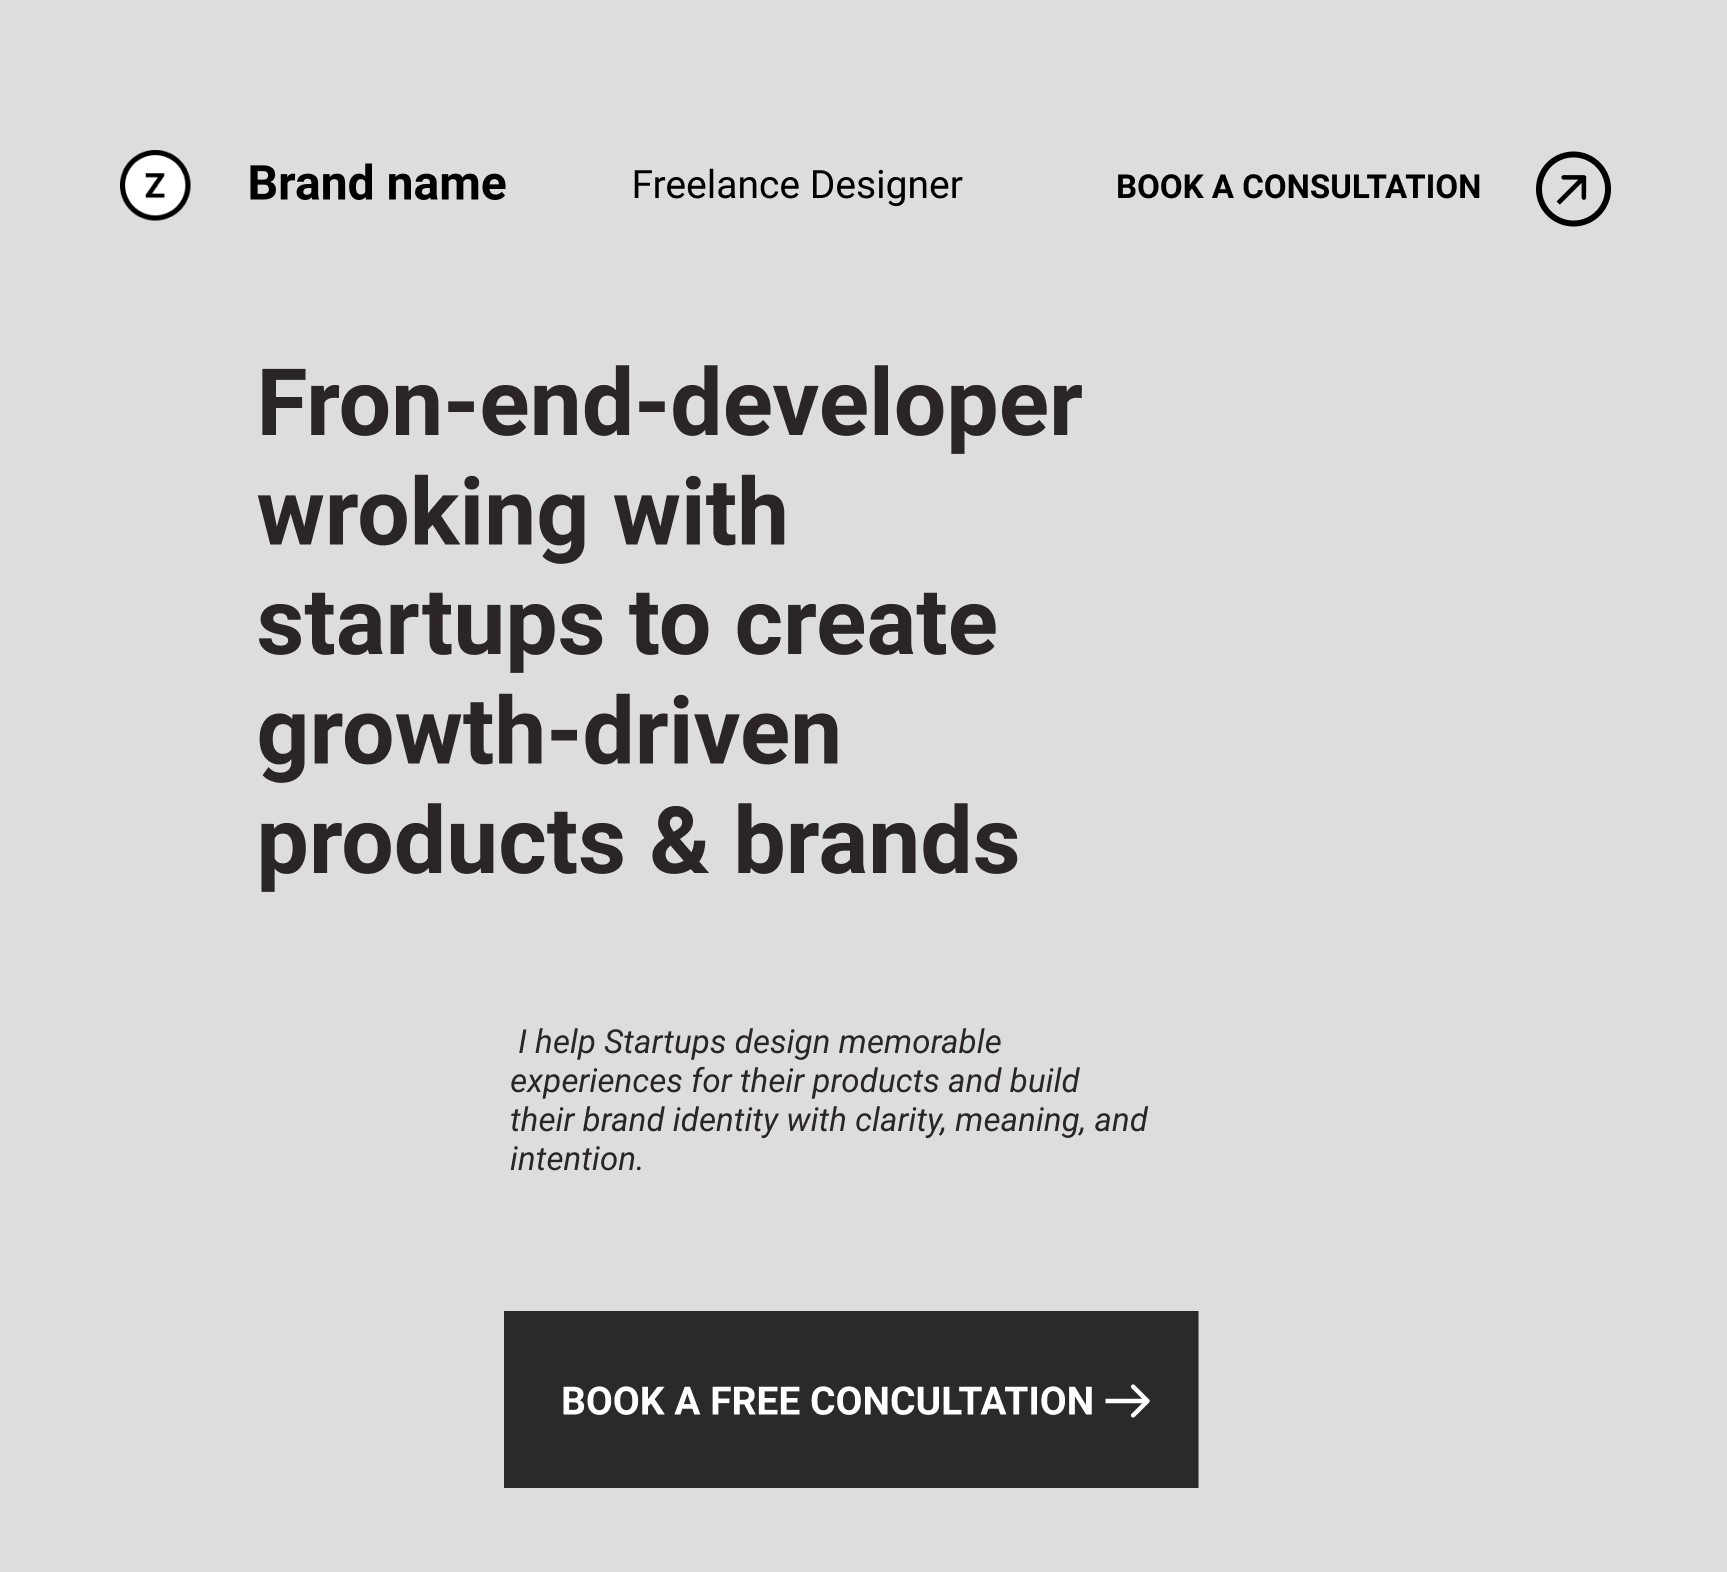 Z Brand name Freelance Designer BOOK A CONSULTATION
Fron-end-developer
wroking with
startups to create
growth-driven
products & brands
I help Startups design memorable
experiences for their products and build
their brand identity with clarity, meaning, and
intention.
BOOK A FREE CONCULTATION